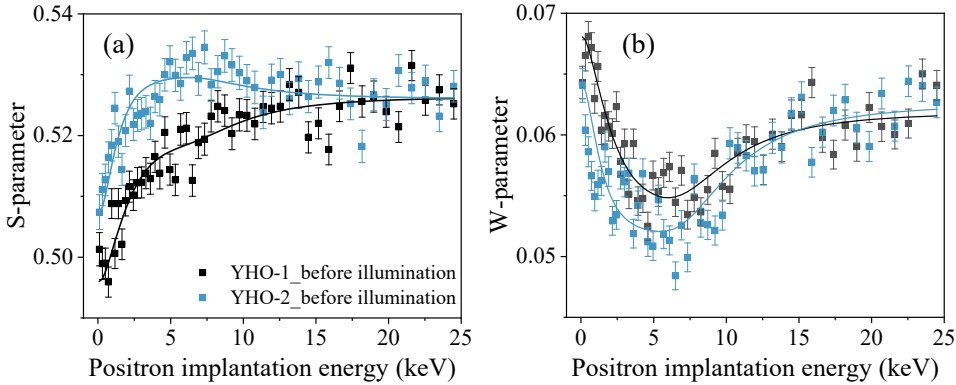 (a)
0.54
0.52
0.50
S-parameter
YHO-1_before illumination
YHO-2_before illumination
0 5 10 15 20 25
Positron implantation energy (keV)
(b)
0.07
0.06
0.05
W-parameter
0 5 10 15 20 25
Positron implantation energy (keV)